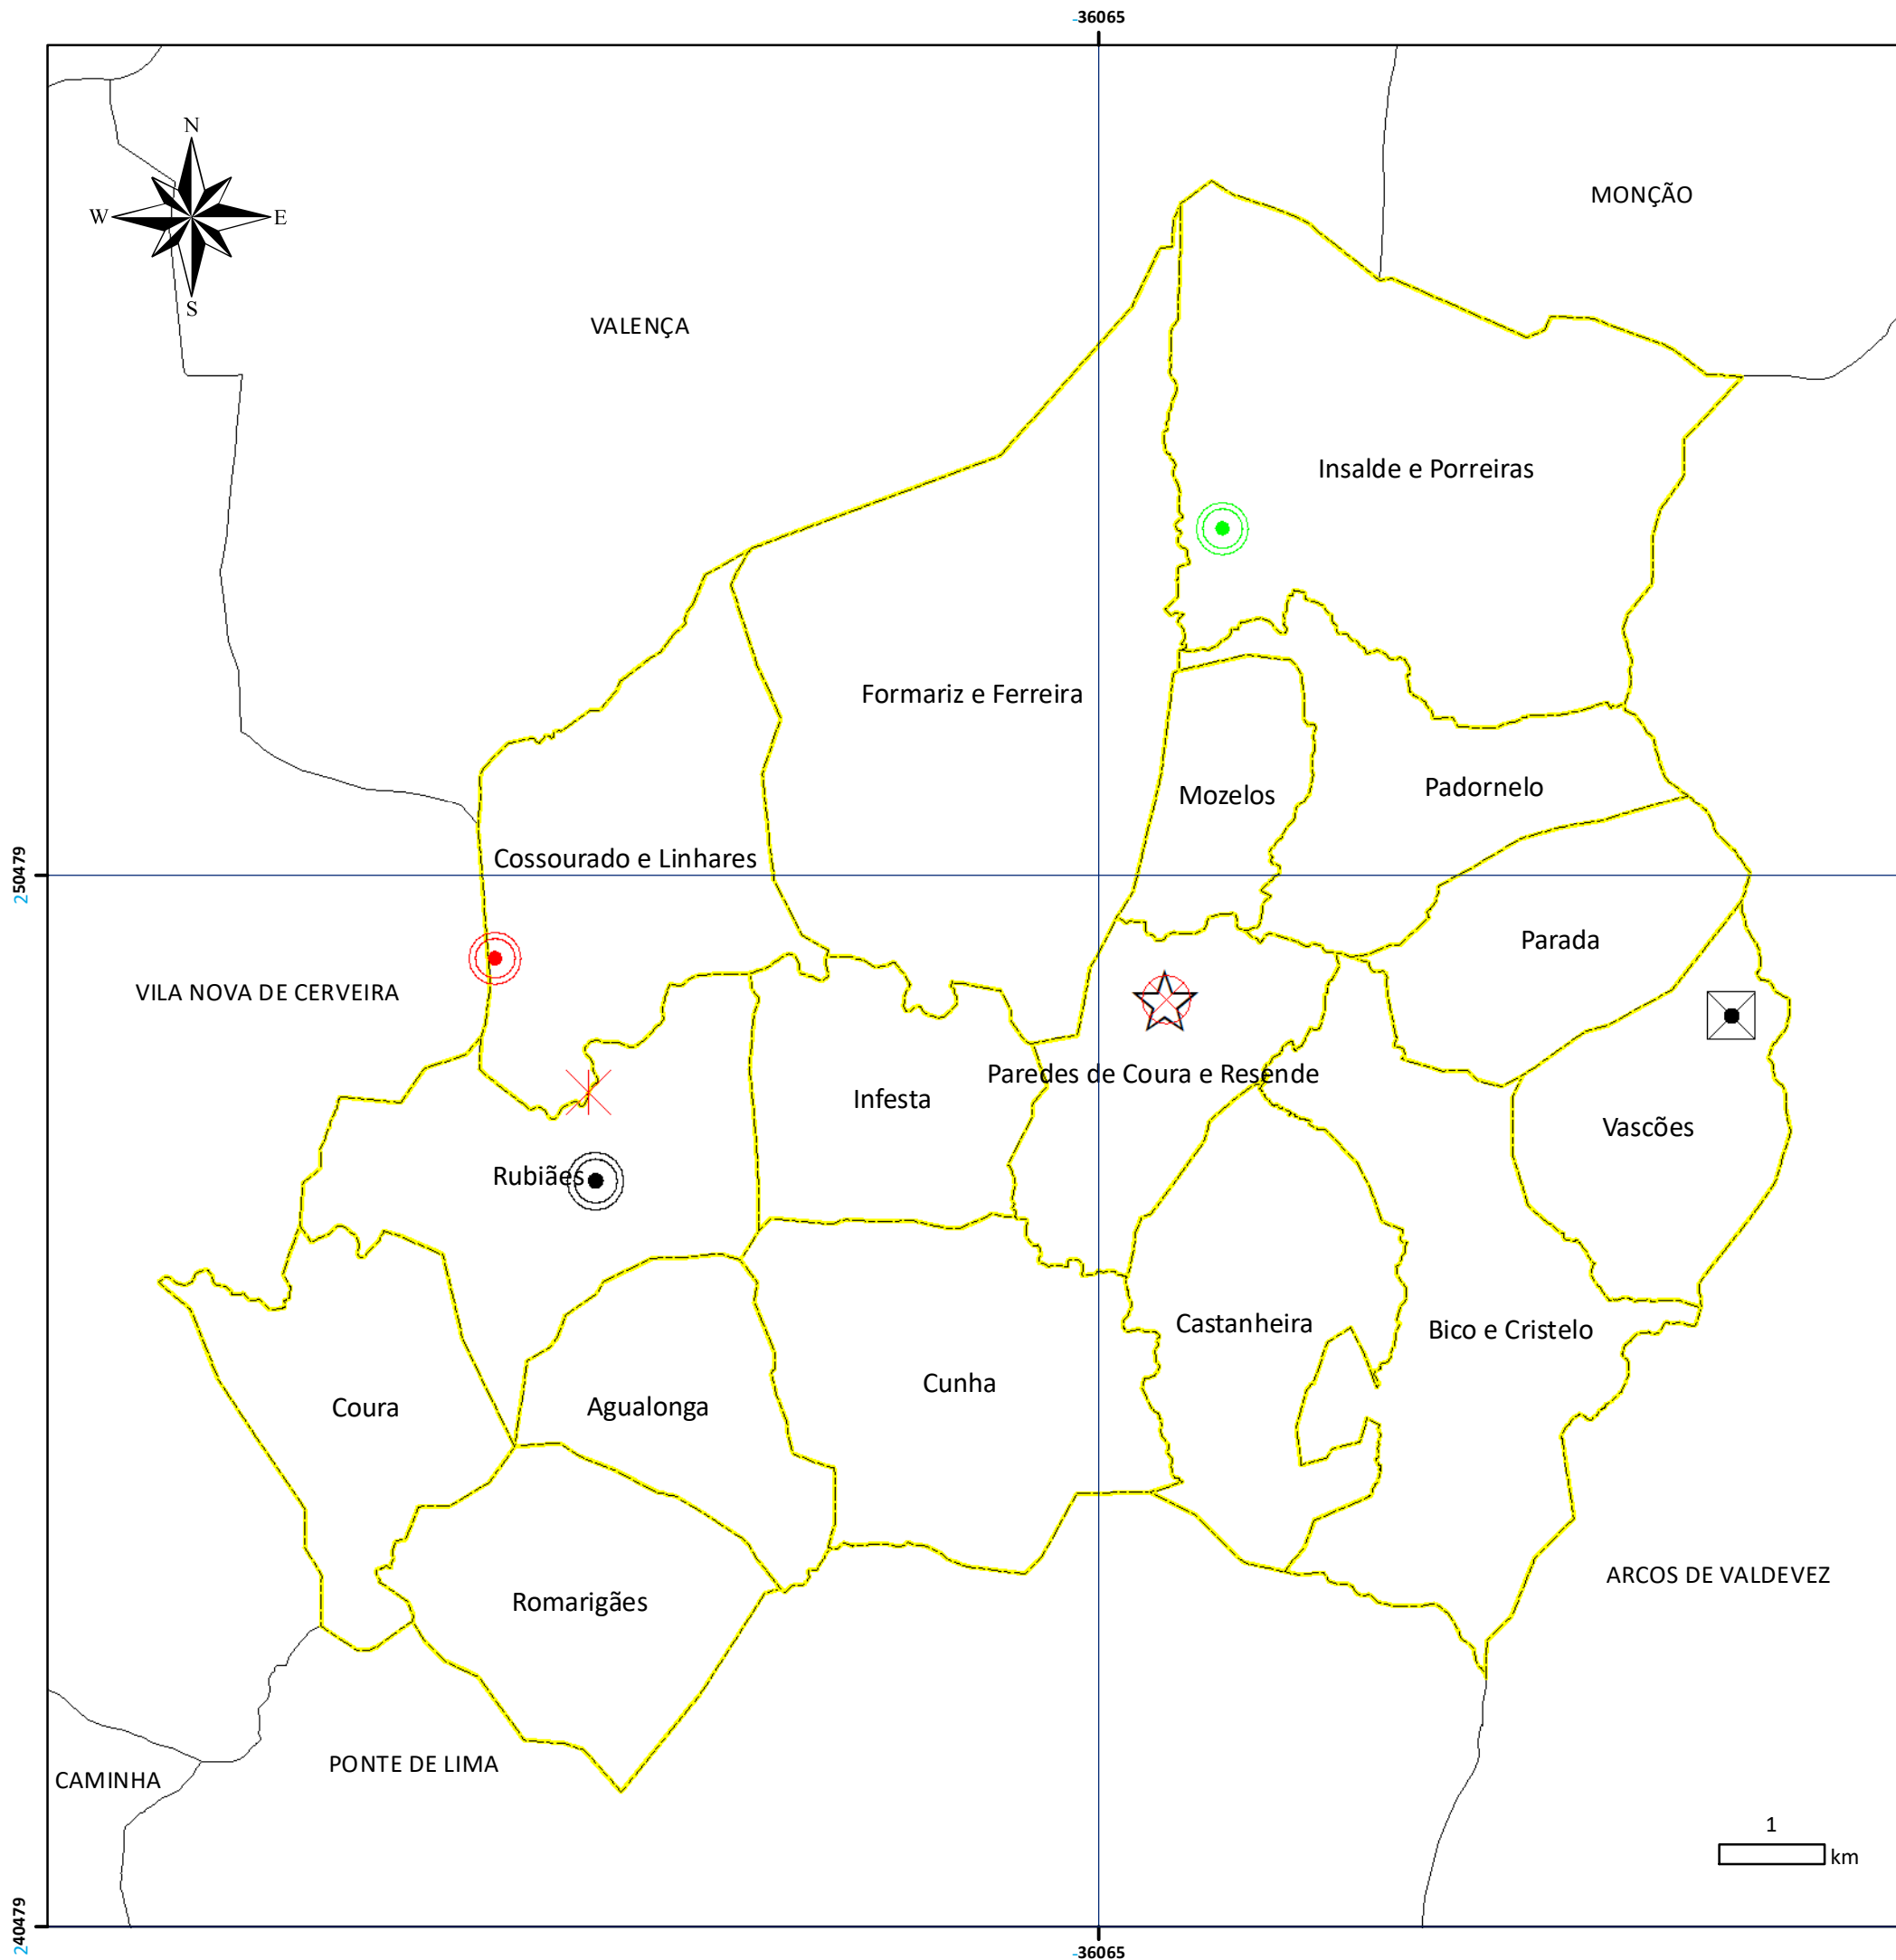 -36065
N
W
E
S
MONÇÃO
VALENÇA
Insalde e Porreiras
Formariz e Ferreira
Padornelo
Mozelos
Cossourado e Linhares
250479
Parada
VILA NOVA DE CERVEIRA
Paredes de Coura e Resende
Infesta
Vascões
Rubiães
Castanheira
Bico e Cristelo
Cunha
Agualonga
Coura
ARCOS DE VALDEVEZ
Romarigães
PONTE DE LIMA
CAMINHA
1
km
240479
-36065